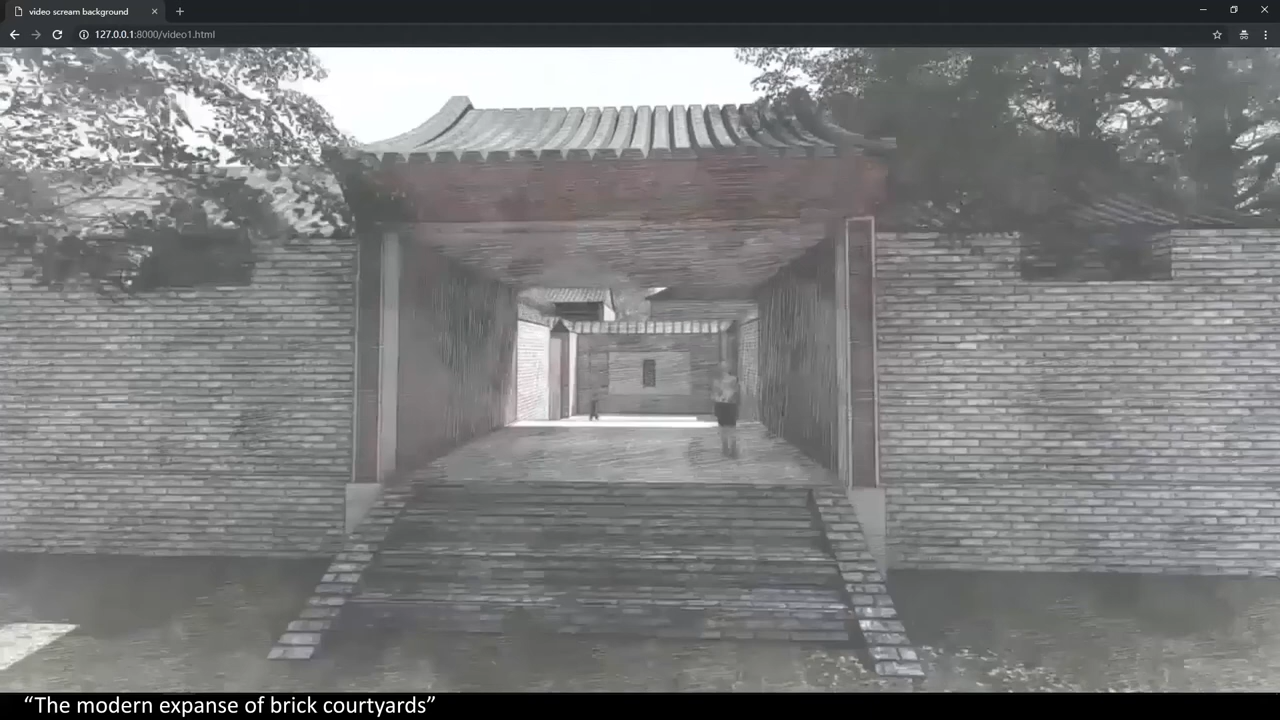 video scream background
127.0.0.1:8000/video1.html
“The modern expanse of brick courtyards”